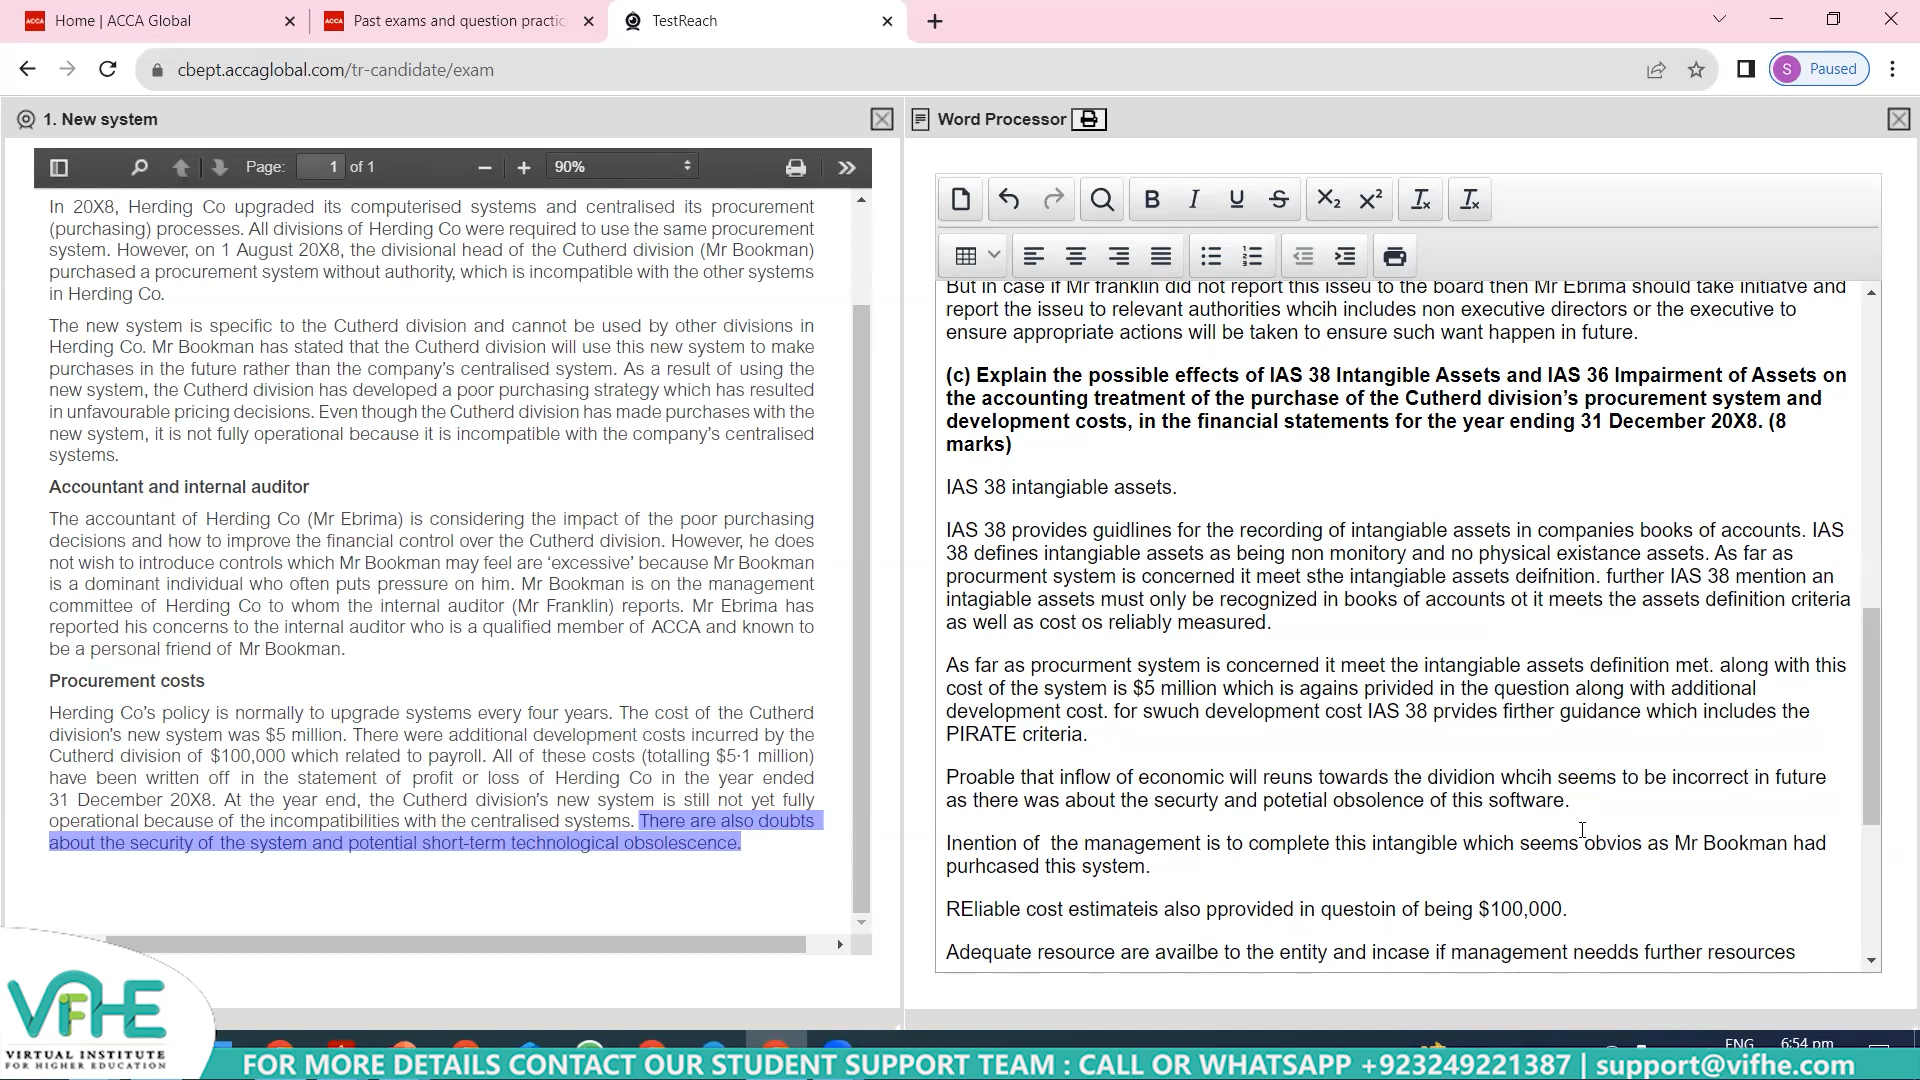 Home | ACCA Global
ACCA
Past exams and question practic
ACCA
TestReach
cbept.accaglobal.com/tr-candidate/exam
S
Paused
1. New system
Word Processor
Page:
1
of 1
90%
In 20X8, Herding Co upgraded its computerised systems and centralised its procurement
(purchasing) processes. All divisions of Herding Co were required to use the same procurement
system. However, on 1 August 20X8, the divisional head of the Cutherd division (Mr Bookman)
purchased a procurement system without authority, which is incompatible with the other systems
in Herding Co.
The new system is specific to the Cutherd division and cannot be used by other divisions in
Herding Co. Mr Bookman has stated that the Cutherd division will use this new system to make
purchases in the future rather than the company's centralised system. As a result of using the
new system, the Cutherd division has developed a poor purchasing strategy which has resulted
in unfavourable pricing decisions. Even though the Cutherd division has made purchases with the
new system, it is not fully operational because it is incompatible with the company's centralised
systems.
Accountant and internal auditor
The accountant of Herding Co (Mr Ebrima) is considering the impact of the poor purchasing
decisions and how to improve the financial control over the Cutherd division. However, he does
not wish to introduce controls which Mr Bookman may feel are 'excessive' because Mr Bookman
is a dominant individual who often puts pressure on him. Mr Bookman is on the management
committee of Herding Co to whom the internal auditor (Mr Franklin) reports. Mr Ebrima has
reported his concerns to the internal auditor who is a qualified member of ACCA and known to
be a personal friend of Mr Bookman.
Procurement costs
Herding Co's policy is normally to upgrade systems every four years. The cost of the Cutherd
division's new system was $5 million. There were additional development costs incurred by the
Cutherd division of $100,000 which related to payroll. All of these costs (totalling $5·1 million)
have been written off in the statement of profit or loss of Herding Co in the year ended
31 December 20X8. At the year end, the Cutherd division's new system is still not yet fully
operational because of the incompatibilities with the centralised systems. There are also doubts
about the security of the system and potential short-term technological obsolescence.
But in case if Mr franklin did not report this isseu to the board then Mr Ebrima should take initiatve and
report the isseu to relevant authorities whcih includes non executive directors or the executive to
ensure appropriate actions will be taken to ensure such want happen in future.
(c) Explain the possible effects of IAS 38 Intangible Assets and IAS 36 Impairment of Assets on
the accounting treatment of the purchase of the Cutherd division's procurement system and
development costs, in the financial statements for the year ending 31 December 20X8. (8
marks)
IAS 38 intangiable assets.
IAS 38 provides guidlines for the recording of intangiable assets in companies books of accounts. IAS
38 defines intangiable assets as being non monitory and no physical existance assets. As far as
procurment system is concerned it meet sthe intangiable assets deifnition. further IAS 38 mention an
intagiable assets must only be recognized in books of accounts ot it meets the assets definition criteria
as well as cost os reliably measured.
As far as procurment system is concerned it meet the intangiable assets definition met. along with this
cost of the system is $5 million which is agains privided in the question along with additional
development cost. for swuch development cost IAS 38 prvides firther guidance which includes the
PIRATE criteria.
Proable that inflow of economic will reuns towards the dividion whcih seems to be incorrect in future
as there was about the securty and potetial obsolence of this software.
Inention of  the management is to complete this intangible which seems obvios as Mr Bookman had
purhcased this system.
REliable cost estimateis also pprovided in questoin of being $100,000.
Adequate resource are availbe to the entity and incase if management needds further resources
VIFHE
VIRTUAL INSTITUTE
FOR HIGHER EDUCATION
ENG
6:54 pm
FOR MORE DETAILS CONTACT OUR STUDENT SUPPORT TEAM : CALL OR WHATSAPP +923249221387 | support@vifhe.com